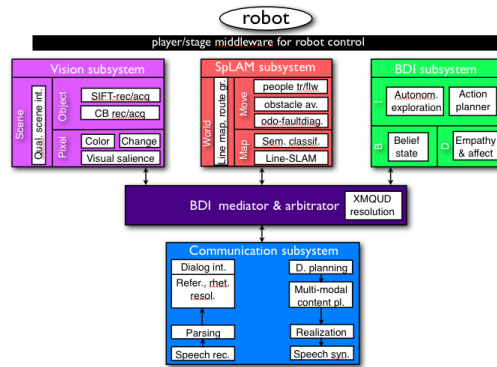 robot
player/stage middleware for robot control
Vision subsystem
Scene
Qual. scene int.
Object
SIFT-rec/acq
CB rec/acq
Pixel
Color
Change
Visual salience
SpLAM subsystem
World
Line map, route gr.
Move
people tr/flw
obstacle av.
odo-faultdiag.
Map
Sem. classif.
Line-SLAM
BDI subsystem
I
Autonom.
exploration
Action
planner
B
Belief
state
D
Empathy
& affect
BDI mediator & arbitrator
XMQUD
resolution
Communication subsystem
Dialog int.
Refer., rhet.
resol.
Parsing
Speech rec.
D. planning
Multi-modal
content pl.
Realization
Speech syn.